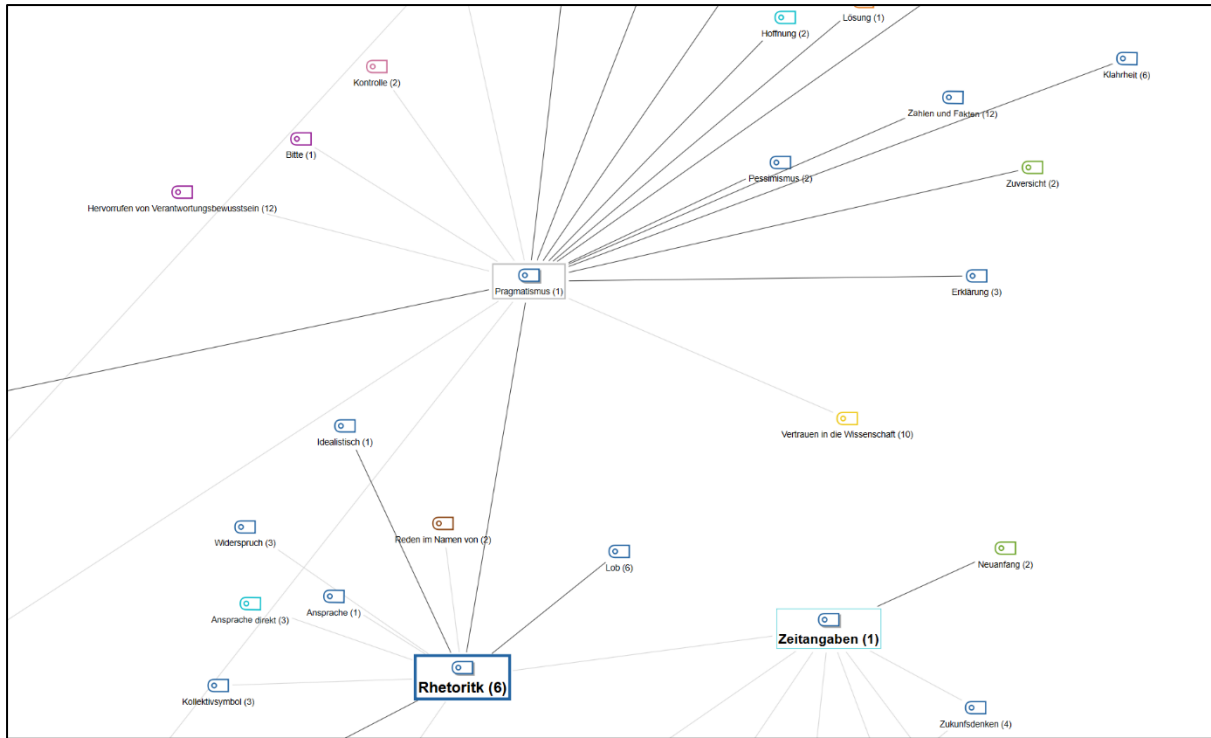 Lösung (1)
Hoffnung (2)
Klahrheit (6)
Kontrolle (2)
Zahlen und Fakten (12)
Bitte (1)
Pessimismus (2)
Zuversicht (2)
Hervorrufen von Verantwortungsbewusstsein (12)
Pragmatismus (1)
Erklärung (3)
Vertrauen in die Wissenschaft (10)
Idealistisch (1)
Widerspruch (3)
Reden im Namen von (2)
Lob (6)
Neuanfang (2)
Ansprache direkt (3)
Ansprache (1)
Zeitangaben (1)
Rhetoritk (6)
Kollektivsymbol (3)
Zukunfsdenken (4)